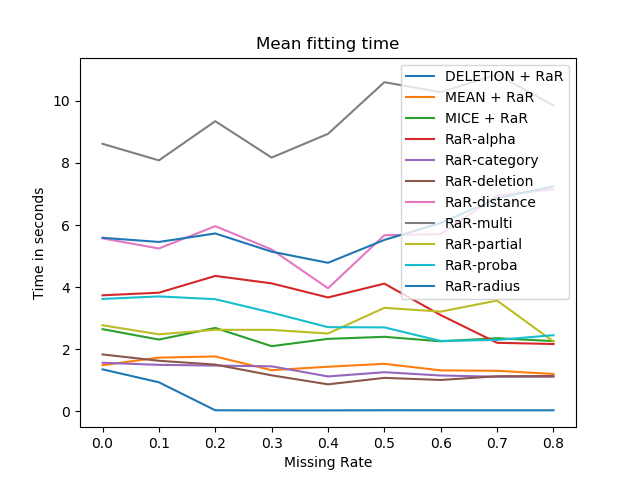 Mean fitting time
DELETION + RaR
MEAN + RaR
MICE + RaR
RaR-alpha
RaR-category
RaR-deletion
RaR-distance
RaR-multi
RaR-partial
RaR-proba
RaR-radius
Time in seconds
10
8
6
4
2
0
0.0 0.1 0.2 0.3 0.4 0.5 0.6 0.7 0.8
Missing Rate